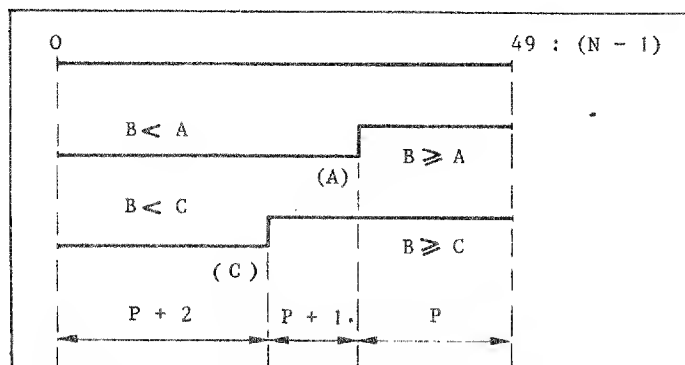 0 49 : (N - 1)
B < A
(A) B ⩾ A
B < C
(C) B ⩾ C
P + 2 P + 1. P